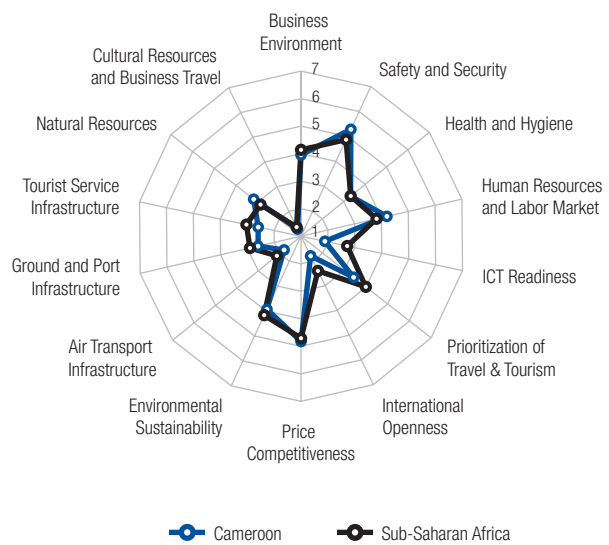 Business
Environment
Cultural Resources
and Business Travel
Safety and Security
Natural Resources
Health and Hygiene
Tourist Service
Infrastructure
Human Resources
and Labor Market
Ground and Port
Infrastructure
ICT Readiness
Air Transport
Infrastructure
Prioritization of
Travel & Tourism
Environmental
Sustainability
International
Openness
Price
Competitiveness
7
6
5
4
3
2
1
Cameroon
Sub-Saharan Africa